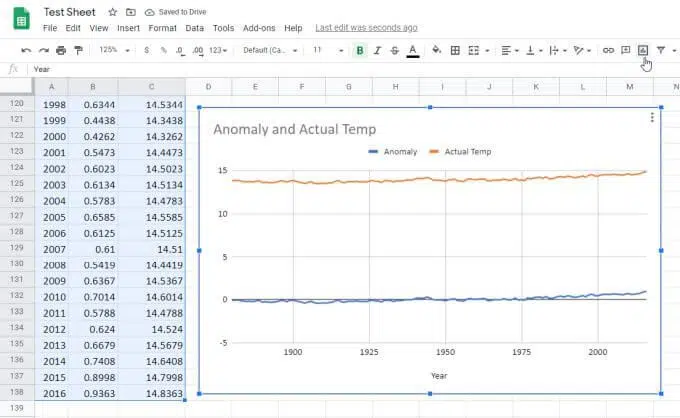 Test Sheet Saved to Drive
File Edit View Insert Format Data Tools Add-ons Help Last edit was seconds ago
125% $ % .0 .00 123 Default (Ca... 11 B I S A
fx Year
A B C D E F G H I J K L M N
120 1998 0.6344 14.5344
121 1999 0.4438 14.3438
122 2000 0.4262 14.3262
123 2001 0.5473 14.4473
124 2002 0.6023 14.5023
125 2003 0.6134 14.5134
126 2004 0.5783 14.4783
127 2005 0.6585 14.5585
128 2006 0.6125 14.5125
129 2007 0.61 14.51
130 2008 0.5419 14.4419
131 2009 0.6367 14.5367
132 2010 0.7014 14.6014
133 2011 0.5788 14.4788
134 2012 0.624 14.524
135 2013 0.6679 14.5679
136 2014 0.7408 14.6408
137 2015 0.8998 14.7998
138 2016 0.9363 14.8363
139
Anomaly and Actual Temp
Anomaly Actual Temp
15
10
5
0
-5
1900 1925 1950 1975 2000
Year